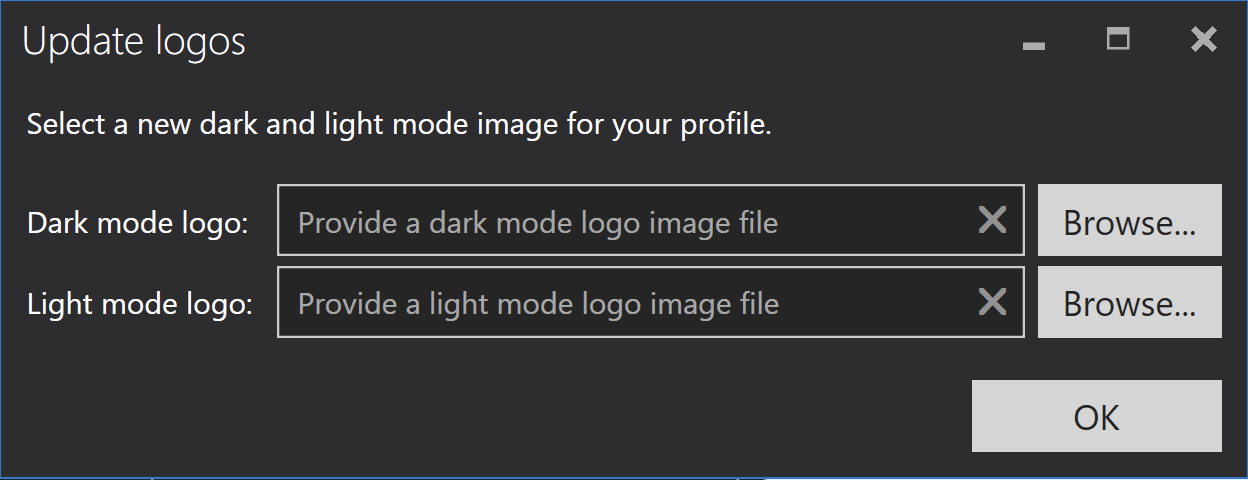 Update logos
Select a new dark and light mode image for your profile.
Dark mode logo: Provide a dark mode logo image file Browse...
Light mode logo: Provide a light mode logo image file Browse...
OK